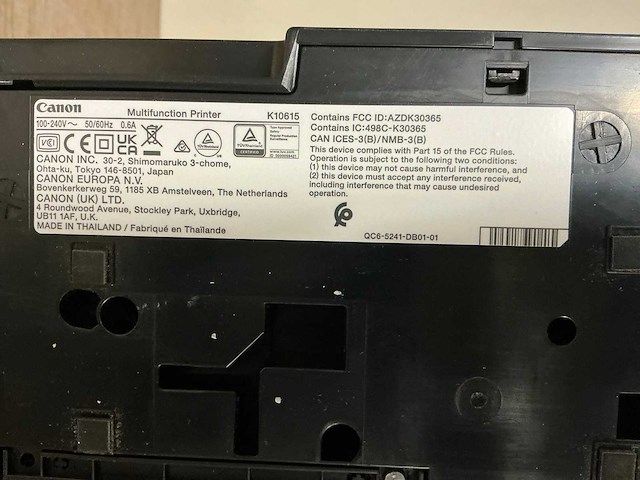 Canon Multifunction Printer K10615
100-240V~ 50/60Hz 0.6A
CE UKCA
CANON INC. 30-2, Shimomaruko 3-chome,
Ohta-ku, Tokyo 146-8501, Japan
CANON EUROPA N.V.
Bovenkerkerweg 59, 1185 XB Amstelveen, The Netherlands
CANON (UK) LTD.
4 Roundwood Avenue, Stockley Park, Uxbridge,
UB11 1AF, U.K.
MADE IN THAILAND / Fabriqué en Thaïlande
Contains FCC ID:AZDK30365
Contains IC:498C-K30365
CAN ICES-3(B)/NMB-3(B)
This device complies with Part 15 of the FCC Rules.
Operation is subject to the following two conditions:
(1) this device may not cause harmful interference, and
(2) this device must accept any interference received,
including interference that may cause undesired
operation.
QC6-5241-DB01-01